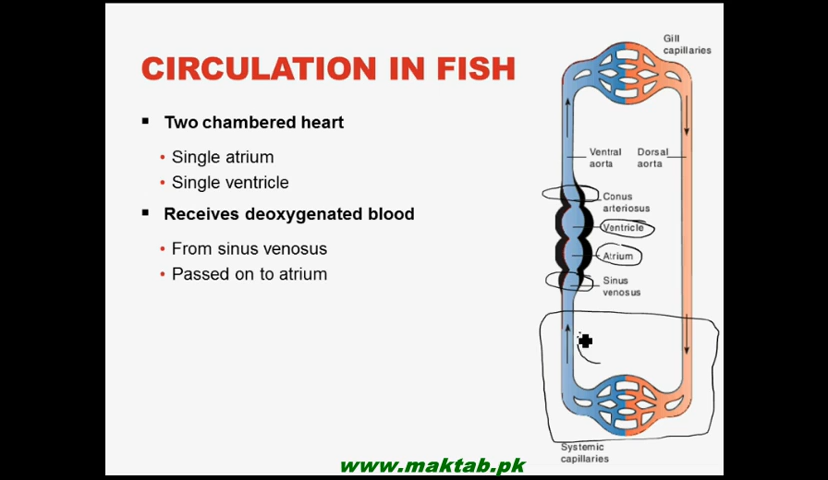 CIRCULATION IN FISH
▪ Two chambered heart
• Single atrium
• Single ventricle
▪ Receives deoxygenated blood
• From sinus venosus
• Passed on to atrium
Gill
capillaries
Ventral
aorta
Dorsal
aorta
Conus
arteriosus
Ventricle
Atrium
Sinus
venosus
Systemic
capillaries
www.maktab.pk